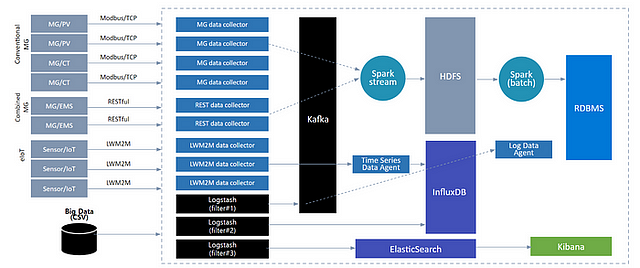 Conventional
MG
MG/PV
Modbus/TCP
MG data collector
MG/PV
Modbus/TCP
MG data collector
MG/CT
Modbus/TCP
MG data collector
MG/CT
Modbus/TCP
MG data collector
Combined
MG
MG/EMS
RESTful
REST data collector
MG/EMS
RESTful
REST data collector
eIoT
Sensor/IoT
LWM2M
LWM2M data collector
Sensor/IoT
LWM2M
LWM2M data collector
Sensor/IoT
LWM2M
LWM2M data collector
Big Data
(CSV)
Logstash
(filter#1)
Logstash
(filter#2)
Logstash
(filter#3)
Kafka
Spark
stream
HDFS
Spark
(batch)
RDBMS
Time Series
Data Agent
Log Data
Agent
InfluxDB
ElasticSearch
Kibana